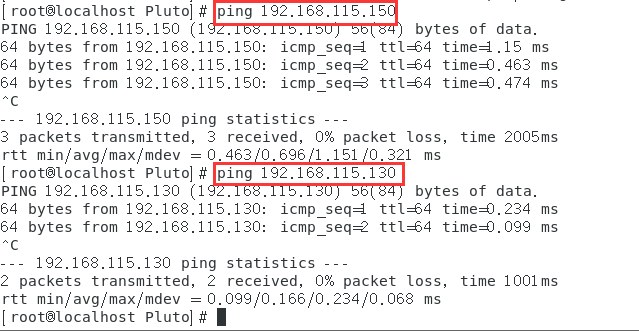 [root@localhost Pluto]# ping 192.168.115.150
PING 192.168.115.150 (192.168.115.150) 56(84) bytes of data.
64 bytes from 192.168.115.150: icmp_seq=1 ttl=64 time=1.15 ms
64 bytes from 192.168.115.150: icmp_seq=2 ttl=64 time=0.463 ms
64 bytes from 192.168.115.150: icmp_seq=3 ttl=64 time=0.474 ms
^C
--- 192.168.115.150 ping statistics ---
3 packets transmitted, 3 received, 0% packet loss, time 2005ms
rtt min/avg/max/mdev = 0.463/0.696/1.151/0.321 ms
[root@localhost Pluto]# ping 192.168.115.130
PING 192.168.115.130 (192.168.115.130) 56(84) bytes of data.
64 bytes from 192.168.115.130: icmp_seq=1 ttl=64 time=0.234 ms
64 bytes from 192.168.115.130: icmp_seq=2 ttl=64 time=0.099 ms
^C
--- 192.168.115.130 ping statistics ---
2 packets transmitted, 2 received, 0% packet loss, time 1001ms
rtt min/avg/max/mdev = 0.099/0.166/0.234/0.068 ms
[root@localhost Pluto]#